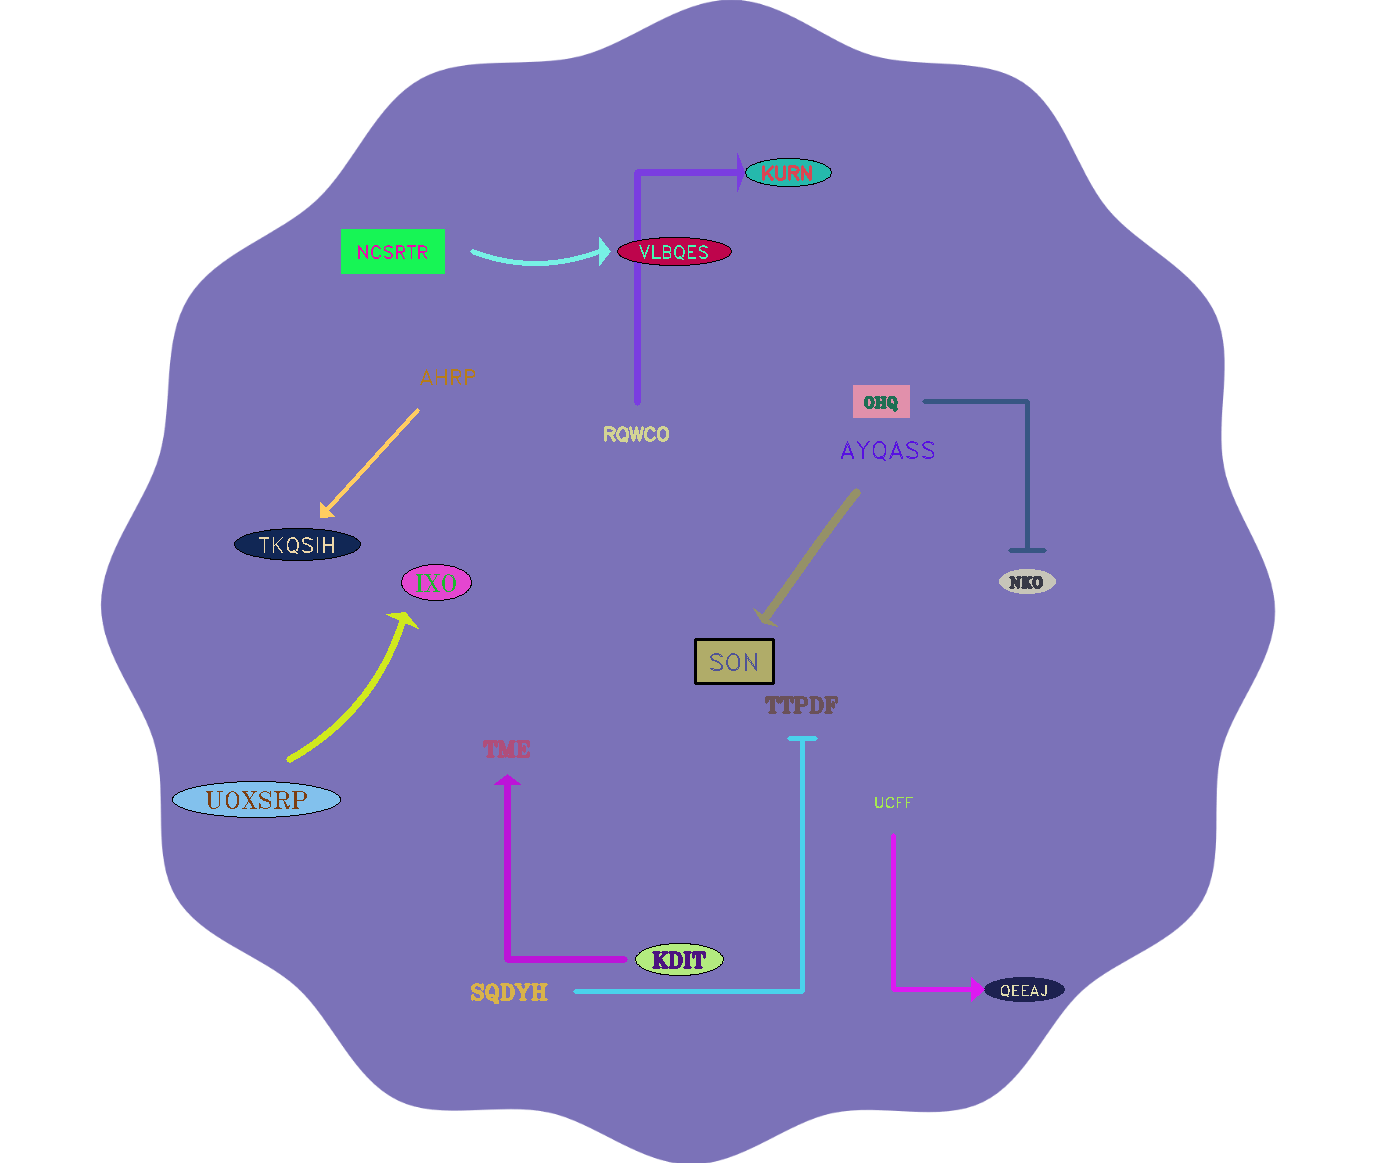 KURN
NCSRTR
VLBQES
AHRP
OHQ
RQWCO
AYQASS
TKQSIH
IXO
NKO
SON
TTPDF
TME
UOXSRP
UCFF
KDIT
SQDYH
QEEAJ